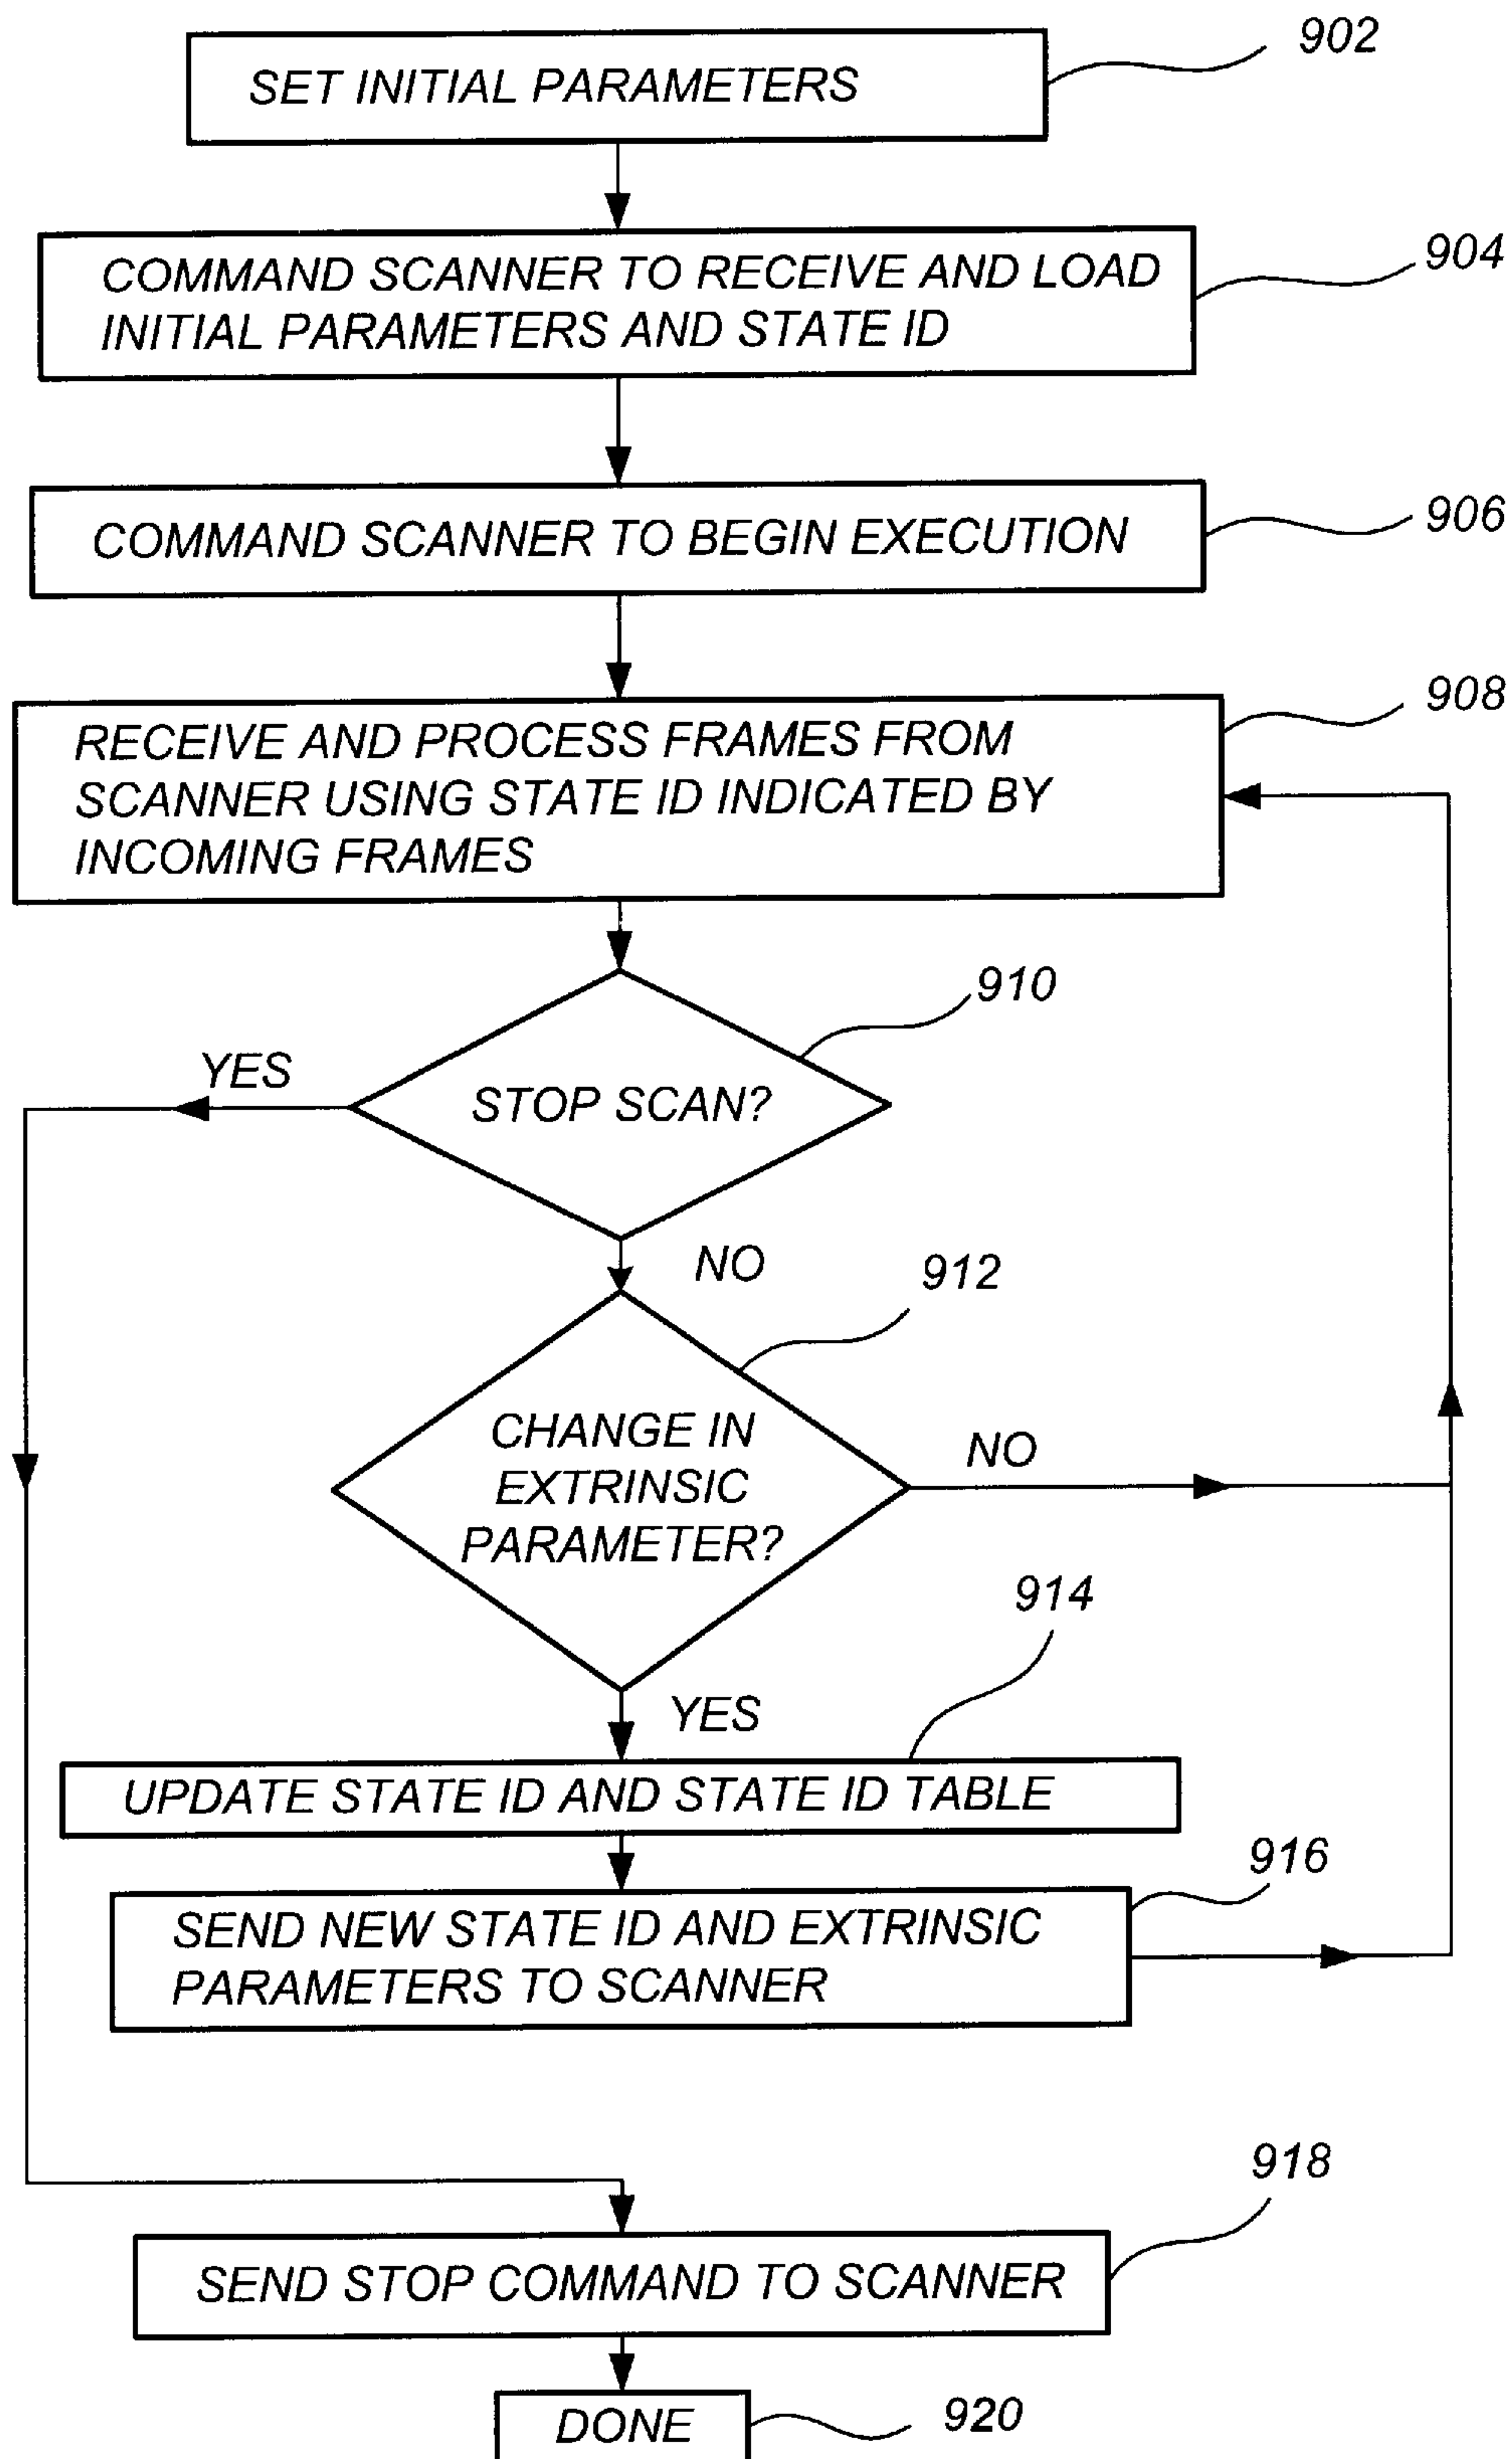 902
SET INITIAL PARAMETERS
904
COMMAND SCANNER TO RECEIVE AND LOAD
INITIAL PARAMETERS AND STATE ID
906
COMMAND SCANNER TO BEGIN EXECUTION
908
RECEIVE AND PROCESS FRAMES FROM
SCANNER USING STATE ID INDICATED BY
INCOMING FRAMES
910
YES
STOP SCAN?
NO
912
CHANGE IN
EXTRINSIC
PARAMETER?
NO
914
YES
UPDATE STATE ID AND STATE ID TABLE
916
SEND NEW STATE ID AND EXTRINSIC
PARAMETERS TO SCANNER
918
SEND STOP COMMAND TO SCANNER
DONE
920